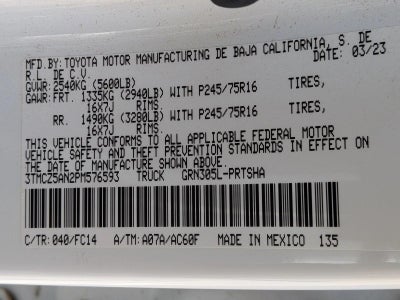 MFD.BY:TOYOTA MOTOR MANUFACTURING DE BAJA CALIFORNIA, S. DE
R.L. DE C.V. DATE: 03/23
GVWR:2540KG (5600LB)
GAWR:FRT. 1335KG (2940LB) WITH P245/75R16 TIRES,
16X7J RIMS.
RR. 1490KG (3280LB) WITH P245/75R16 TIRES,
16X7J RIMS.
THIS VEHICLE CONFORMS TO ALL APPLICABLE FEDERAL MOTOR
VEHICLE SAFETY AND THEFT PREVENTION STANDARDS IN EFFECT ON
THE DATE OF MANUFACTURE SHOWN ABOVE.
3TMCZ5AN2PM576593 TRUCK GRN305L-PRTSHA
C/TR:040/FC14 A/TM:A07A/AC60F MADE IN MEXICO 135